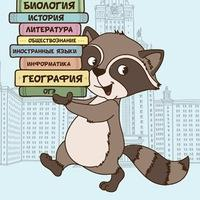 БИОЛОГИЯ
ИСТОРИЯ
ЛИТЕРАТУРА
ОБЩЕСТВОЗНАНИЕ
ИНОСТРАННЫЕ ЯЗЫКИ
ИНФОРМАТИКА
ГЕОГРАФИЯ
ОГЭ